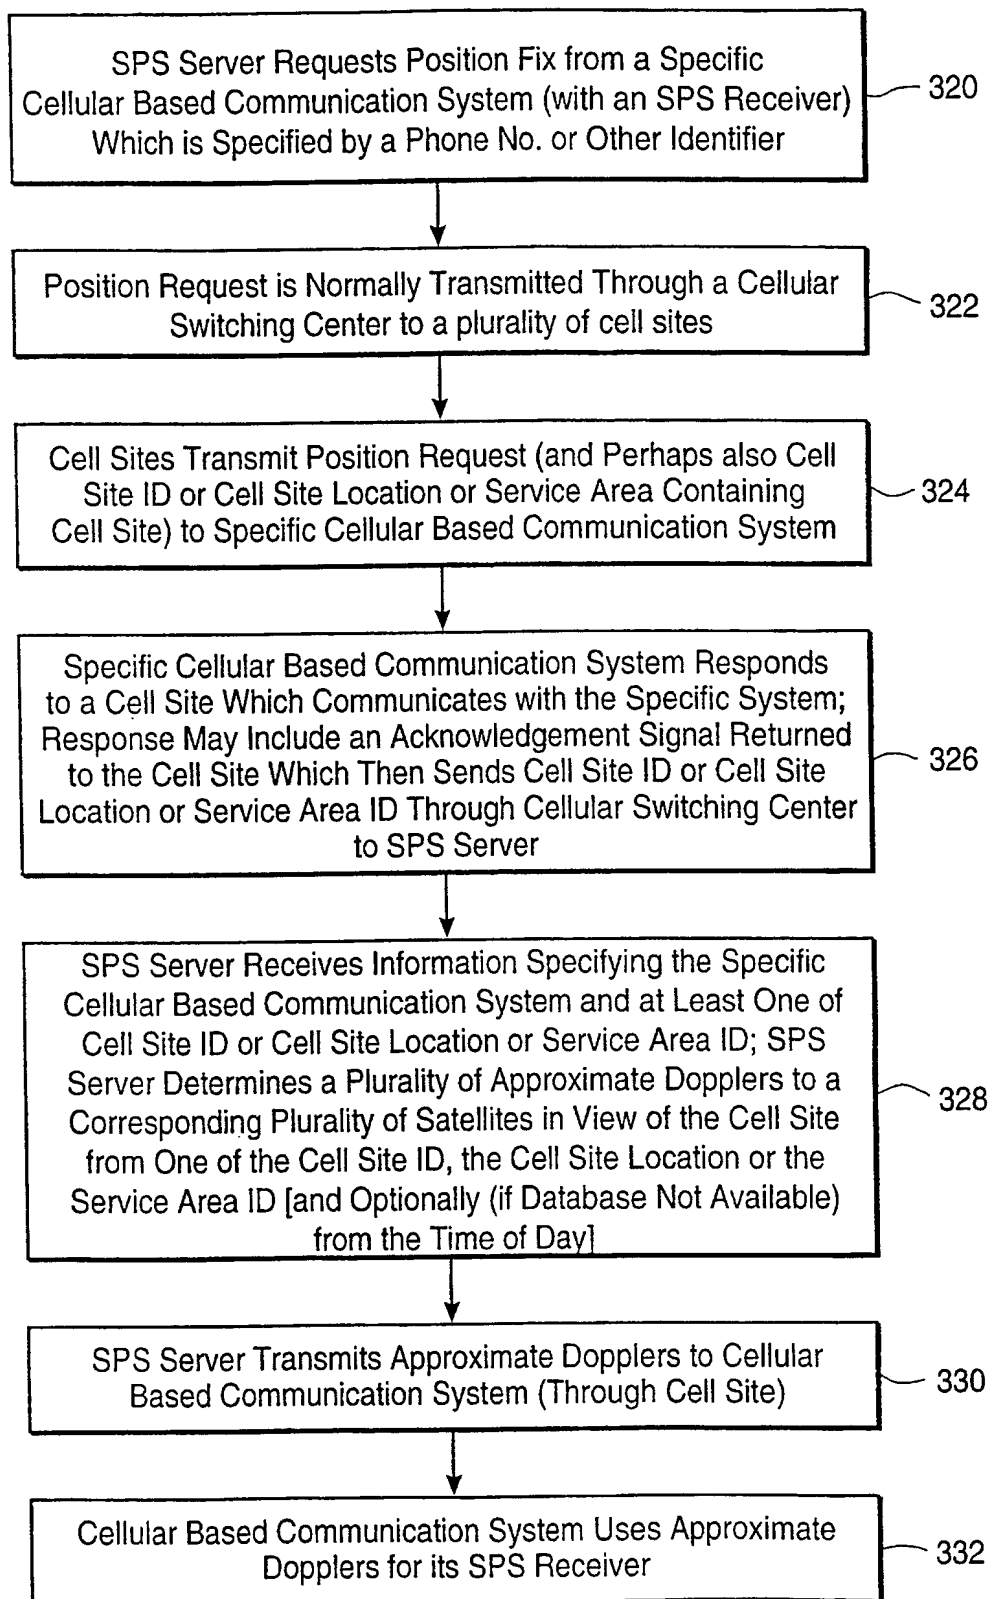 SPS Server Requests Position Fix from a Specific
Cellular Based Communication System (with an SPS Receiver)
Which is Specified by a Phone No. or Other Identifier
320
Position Request is Normally Transmitted Through a Cellular
Switching Center to a plurality of cell sites
322
Cell Sites Transmit Position Request (and Perhaps also Cell
Site ID or Cell Site Location or Service Area Containing
Cell Site) to Specific Cellular Based Communication System
324
Specific Cellular Based Communication System Responds
to a Cell Site Which Communicates with the Specific System;
Response May Include an Acknowledgement Signal Returned
to the Cell Site Which Then Sends Cell Site ID or Cell Site
Location or Service Area ID Through Cellular Switching Center
to SPS Server
326
SPS Server Receives Information Specifying the Specific
Cellular Based Communication System and at Least One of
Cell Site ID or Cell Site Location or Service Area ID; SPS
Server Determines a Plurality of Approximate Dopplers to a
Corresponding Plurality of Satellites in View of the Cell Site
from One of the Cell Site ID, the Cell Site Location or the
Service Area ID [and Optionally (if Database Not Available)
from the Time of Day]
328
SPS Server Transmits Approximate Dopplers to Cellular
Based Communication System (Through Cell Site)
330
Cellular Based Communication System Uses Approximate
Dopplers for its SPS Receiver
332